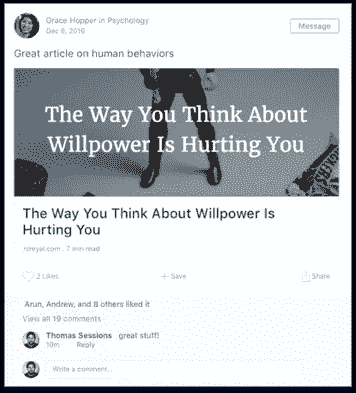 Grace Hopper in Psychology
Dec 6, 2016
Message
Great article on human behaviors
The Way You Think About
Willpower Is Hurting You
The Way You Think About Willpower Is
Hurting You
nireyal.com . 7 min read
2 Likes
Save
Share
Arun, Andrew, and 8 others liked it
View all 19 comments
Thomas Sessions great stuff!
10m Reply
Write a comment..